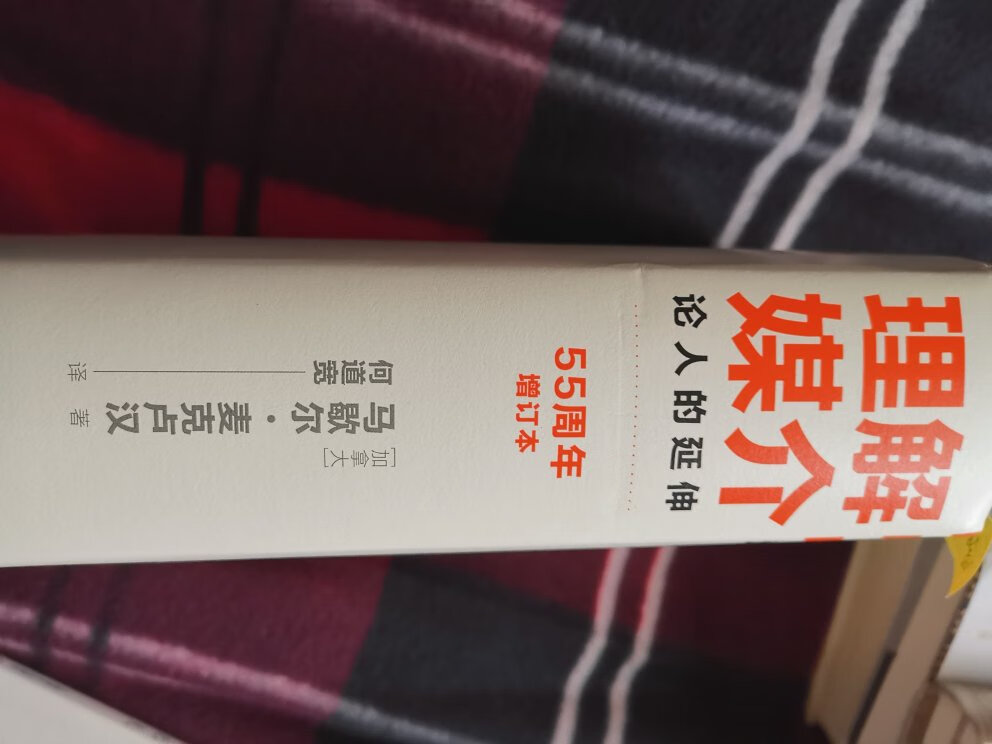 理解
媒介
论人的延伸
55周年
增订本
[加拿大]
马歇尔·麦克卢汉 著
何道宽 译